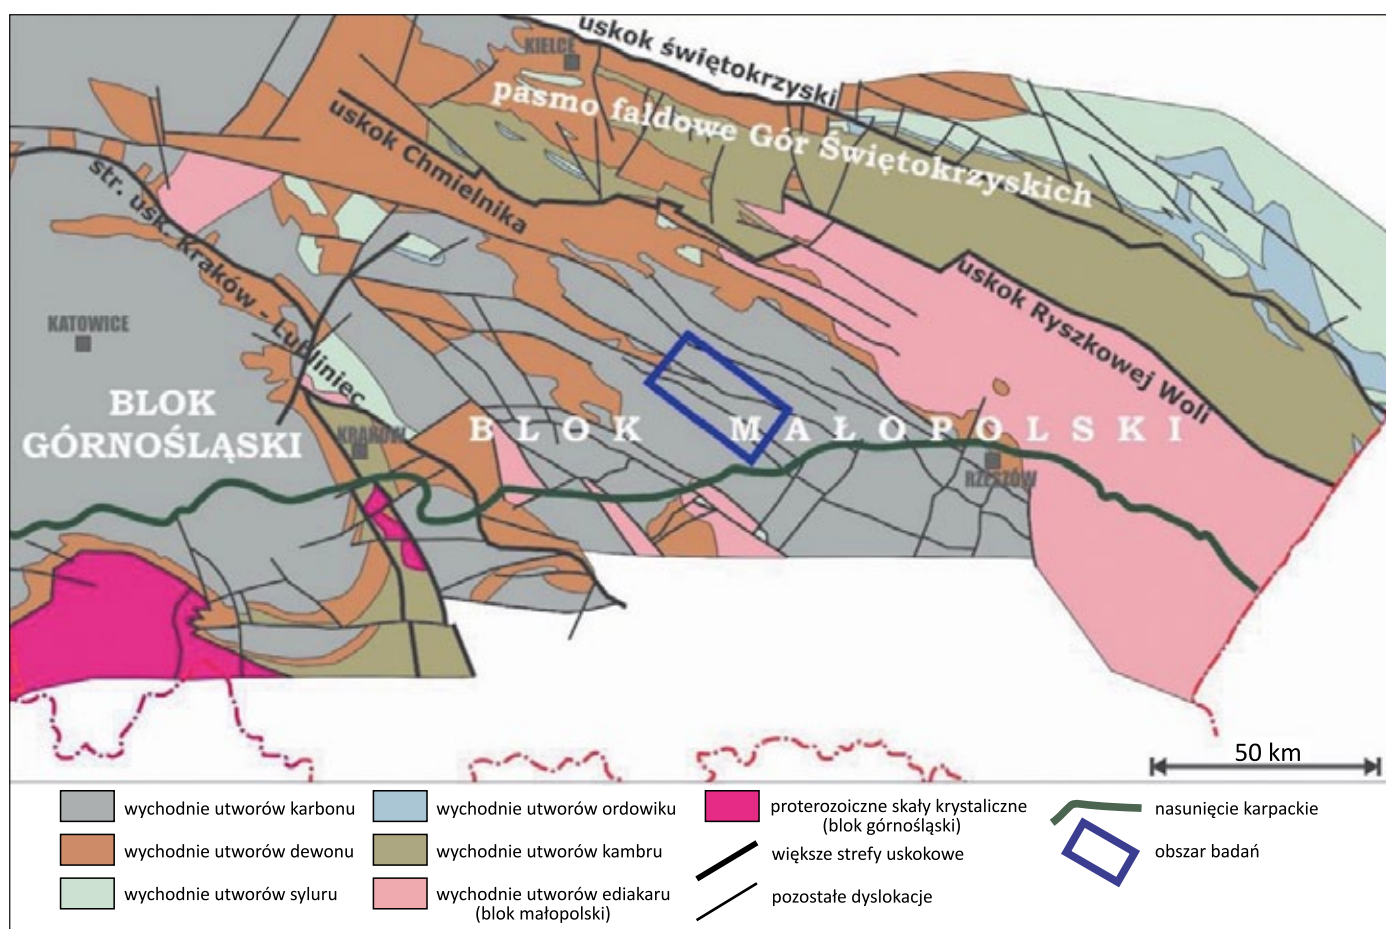 KIELCE
uskok świętokrzyski
pasmo fałdowe Gór Świętokrzyskich
uskok Chmielnika
str. usk. Kraków - Lubliniec
uskok Ryszkowej Woli
KATOWICE
BLOK
GÓRNOŚLĄSKI
KRAKÓW
BLOK MAŁOPOLSKI
RZESZÓW
50 km
wychodnie utworów karbonu
wychodnie utworów dewonu
wychodnie utworów syluru
wychodnie utworów ordowiku
wychodnie utworów kambru
wychodnie utworów ediakaru
(blok małopolski)
proterozoiczne skały krystaliczne
(blok górnośląski)
większe strefy uskokowe
pozostałe dyslokacje
nasunięcie karpackie
obszar badań